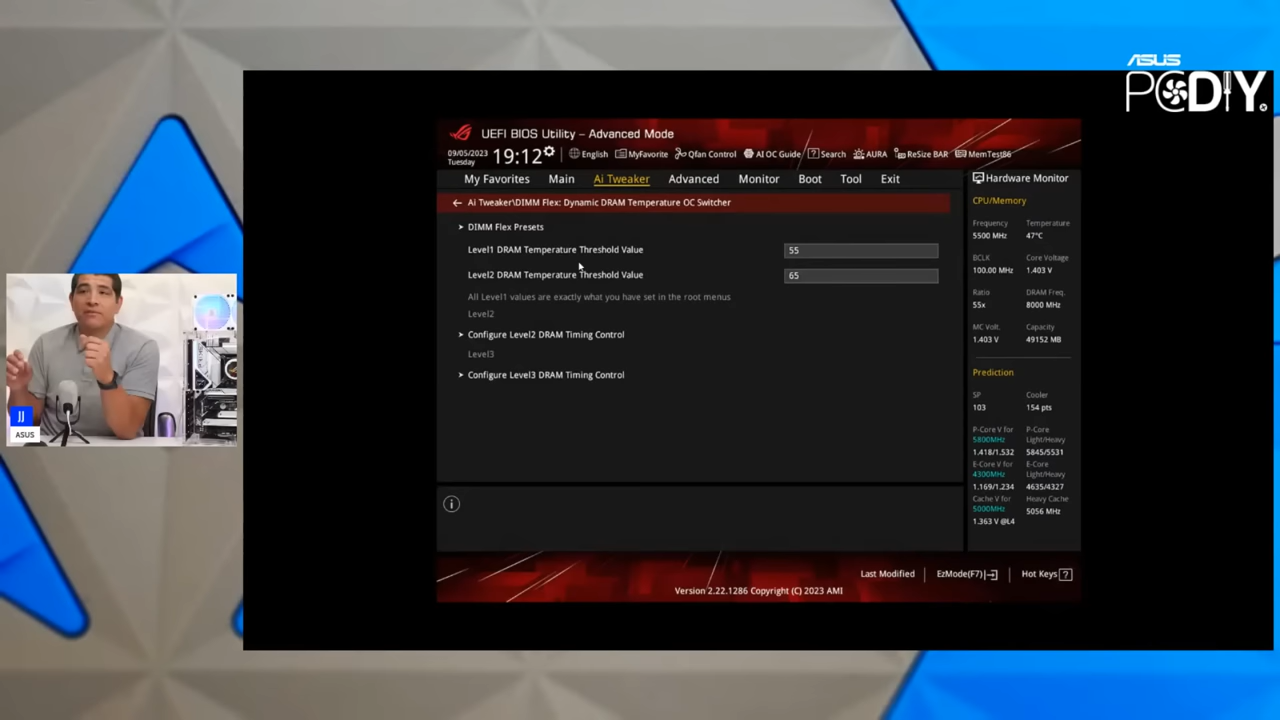 ASUS
PCDIY.
UEFI BIOS Utility – Advanced Mode
09/05/2023
Tuesday
19:12
English
MyFavorite
Qfan Control
AI OC Guide
Search
AURA
ReSize BAR
MemTest86
My Favorites
Main
Ai Tweaker
Advanced
Monitor
Boot
Tool
Exit
Hardware Monitor
Ai Tweaker\DIMM Flex: Dynamic DRAM Temperature OC Switcher
DIMM Flex Presets
Level1 DRAM Temperature Threshold Value
55
Level2 DRAM Temperature Threshold Value
65
All Level1 values are exactly what you have set in the root menus
Level2
Configure Level2 DRAM Timing Control
Level3
Configure Level3 DRAM Timing Control
CPU/Memory
Frequency Temperature
5500 MHz 47°C
BCLK Core Voltage
100.00 MHz 1.403 V
Ratio DRAM Freq.
55x 8000 MHz
MC Volt. Capacity
1.403 V 49152 MB
Prediction
SP Cooler
103 154 pts
P-Core V for P-Core
5800MHz Light/Heavy
1.418/1.532 5845/5531
E-Core V for E-Core
4300MHz Light/Heavy
1.169/1.234 4635/4327
Cache V for Heavy Cache
5000MHz 5056 MHz
1.363 V @L4
Last Modified
EzMode(F7)
Hot Keys ?
Version 2.22.1286 Copyright (C) 2023 AMI
JJ
ASUS